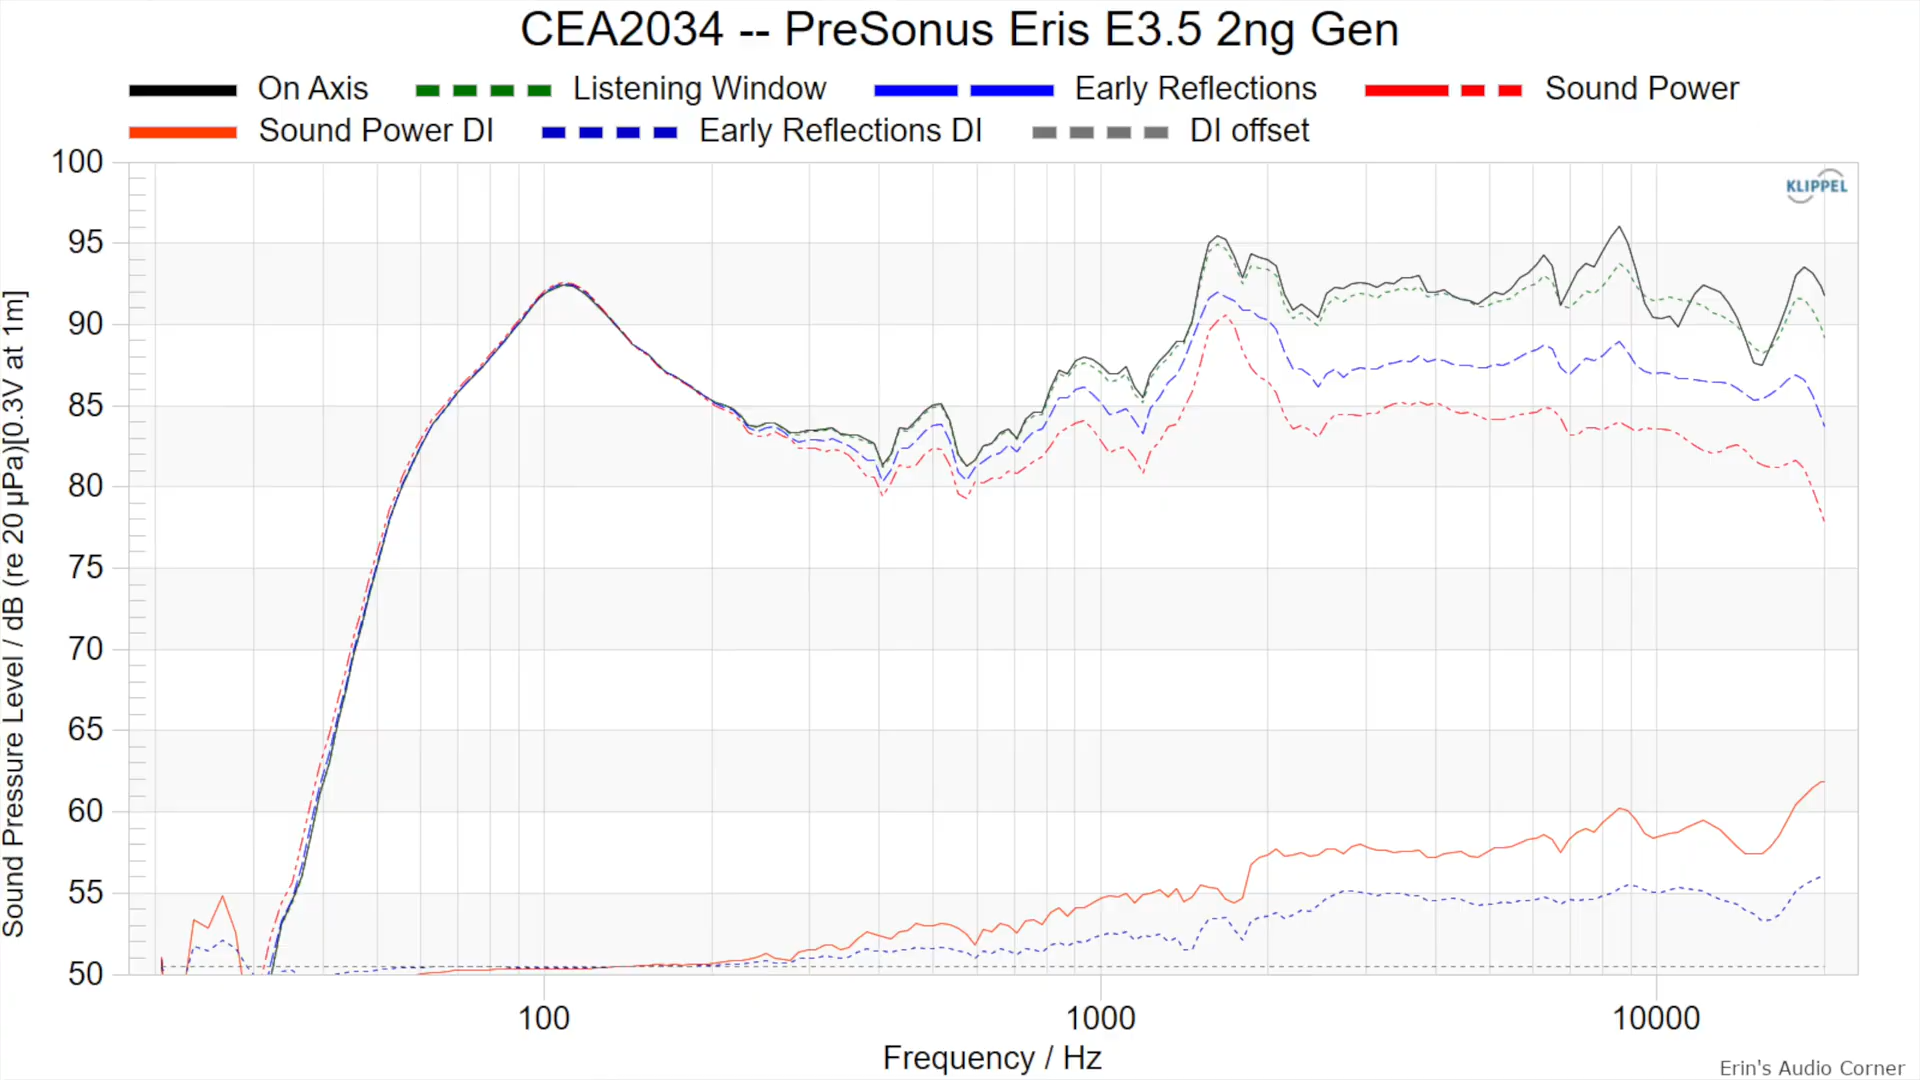 CEA2034 -- PreSonus Eris E3.5 2ng Gen
On Axis Listening Window Early Reflections Sound Power
Sound Power DI Early Reflections DI DI offset
KLIPPEL
Sound Pressure Level / dB (re 20 µPa)[0.3V at 1m]
100
95
90
85
80
75
70
65
60
55
50
100 1000 10000
Frequency / Hz
Erin's Audio Corner